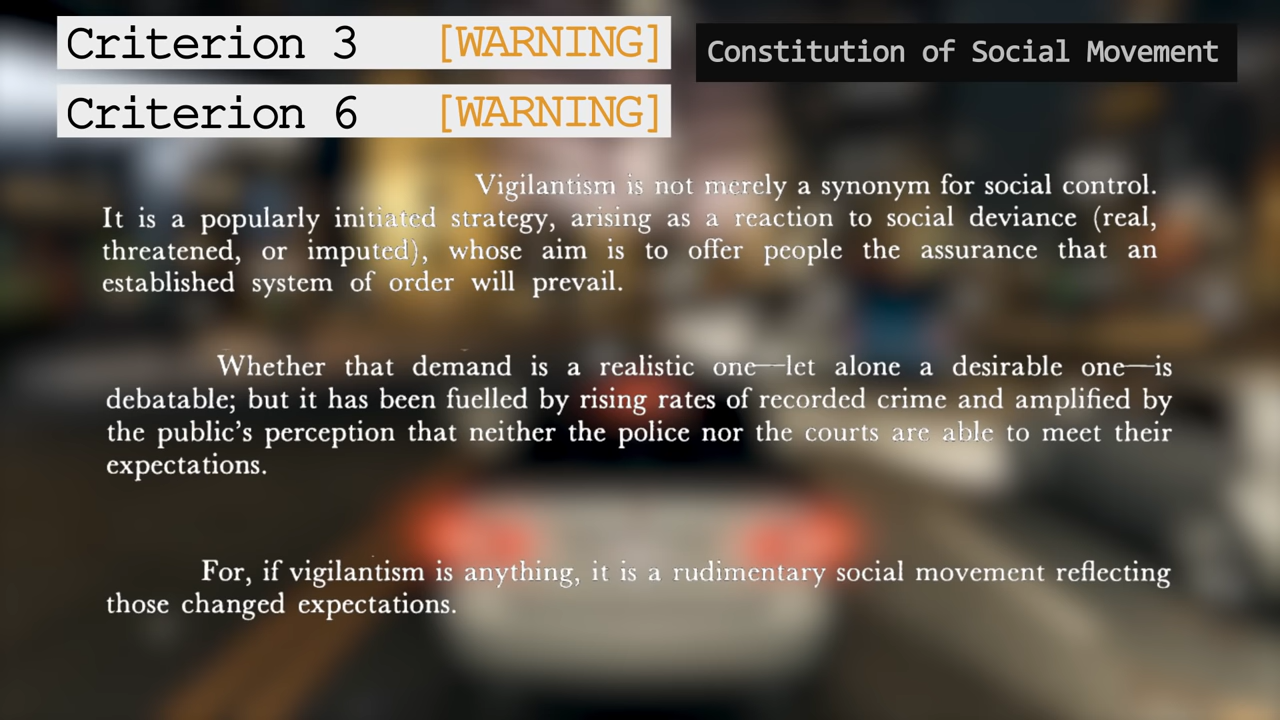 Criterion 3 [WARNING]
Constitution of Social Movement
Criterion 6 [WARNING]
Vigilantism is not merely a synonym for social control.
It is a popularly initiated strategy, arising as a reaction to social deviance (real,
threatened, or imputed), whose aim is to offer people the assurance that an
established system of order will prevail.
Whether that demand is a realistic one—let alone a desirable one—is
debatable; but it has been fuelled by rising rates of recorded crime and amplified by
the public’s perception that neither the police nor the courts are able to meet their
expectations.
For, if vigilantism is anything, it is a rudimentary social movement reflecting
those changed expectations.